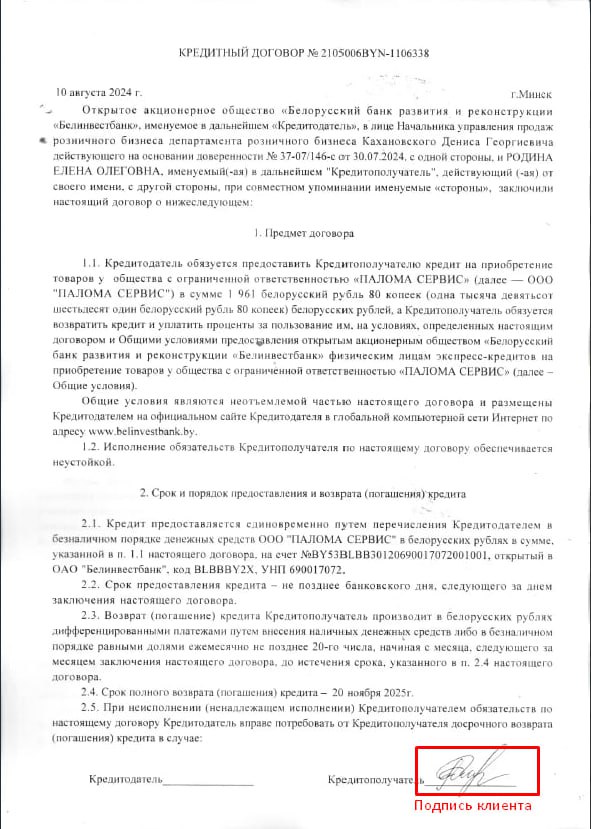 КРЕДИТНЫЙ ДОГОВОР № 2105006BYN-1106338
10 августа 2024 г. г.Минск
Открытое акционерное общество «Белорусский банк развития и реконструкции
«Белинвестбанк», именуемое в дальнейшем «Кредитодатель», в лице Начальника управления продаж
розничного бизнеса департамента розничного бизнеса Кахановского Дениса Георгиевича
действующего на основании доверенности № 37-07/146-с от 30.07.2024, с одной стороны, и РОДИНА
ЕЛЕНА ОЛЕГОВНА, именуемый(-ая) в дальнейшем "Кредитополучатель", действующий (-ая) от
своего имени, с другой стороны, при совместном упоминании именуемые «стороны», заключили
настоящий договор о нижеследующем:
1. Предмет договора
1.1. Кредитодатель обязуется предоставить Кредитополучателю кредит на приобретение
товаров у общества с ограниченной ответственностью «ПАЛОМА СЕРВИС» (далее — ООО
"ПАЛОМА СЕРВИС") в сумме 1 961 белорусский рубль 80 копеек (одна тысяча девятьсот
шестьдесят один белорусский рубль 80 копеек) белорусских рублей, а Кредитополучатель обязуется
возвратить кредит и уплатить проценты за пользование им, на условиях, определенных настоящим
договором и Общими условиями предоставления открытым акционерным обществом «Белорусский
банк развития и реконструкции «Белинвестбанк» физическим лицам экспресс-кредитов на
приобретение товаров у общества с ограниченной ответственностью «ПАЛОМА СЕРВИС» (далее –
Общие условия).
Общие условия являются неотъемлемой частью настоящего договора и размещены
Кредитодателем на официальном сайте Кредитодателя в глобальной компьютерной сети Интернет по
адресу www.belinvestbank.by.
1.2. Исполнение обязательств Кредитополучателя по настоящему договору обеспечивается
неустойкой.
2. Срок и порядок предоставления и возврата (погашения) кредита
2.1. Кредит предоставляется единовременно путем перечисления Кредитодателем в
безналичном порядке денежных средств ООО "ПАЛОМА СЕРВИС" в белорусских рублях в сумме,
указанной в п. 1.1 настоящего договора, на счет №BY53BLBB30120690017072001001, открытый в
ОАО "Белинвестбанк", код BLBBBY2X, УНП 690017072,
2.2. Срок предоставления кредита – не позднее банковского дня, следующего за днем
заключения настоящего договора.
2.3. Возврат (погашение) кредита Кредитополучатель производит в белорусских рублях
дифференцированными платежами путем внесения наличных денежных средств либо в безналичном
порядке равными долями ежемесячно не позднее 20-го числа, начиная с месяца, следующего за
месяцем заключения настоящего договора, до истечения срока, указанного в п. 2.4 настоящего
договора.
2.4. Срок полного возврата (погашения) кредита – 20 ноября 2025г.
2.5. При неисполнении (ненадлежащем исполнении) Кредитополучателем обязательств по
настоящему договору Кредитодатель вправе потребовать от Кредитополучателя досрочного возврата
(погашения) кредита в случае:
Кредитодатель________________ Кредитополучатель________________
Подпись клиента